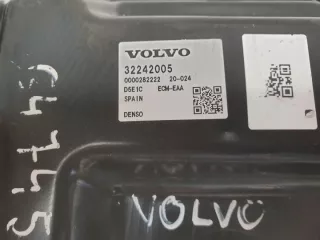 VOLVO
32242005
0000282222 20-024
D5E1C ECM-EAA
SPAIN
DENSO
VOLVO